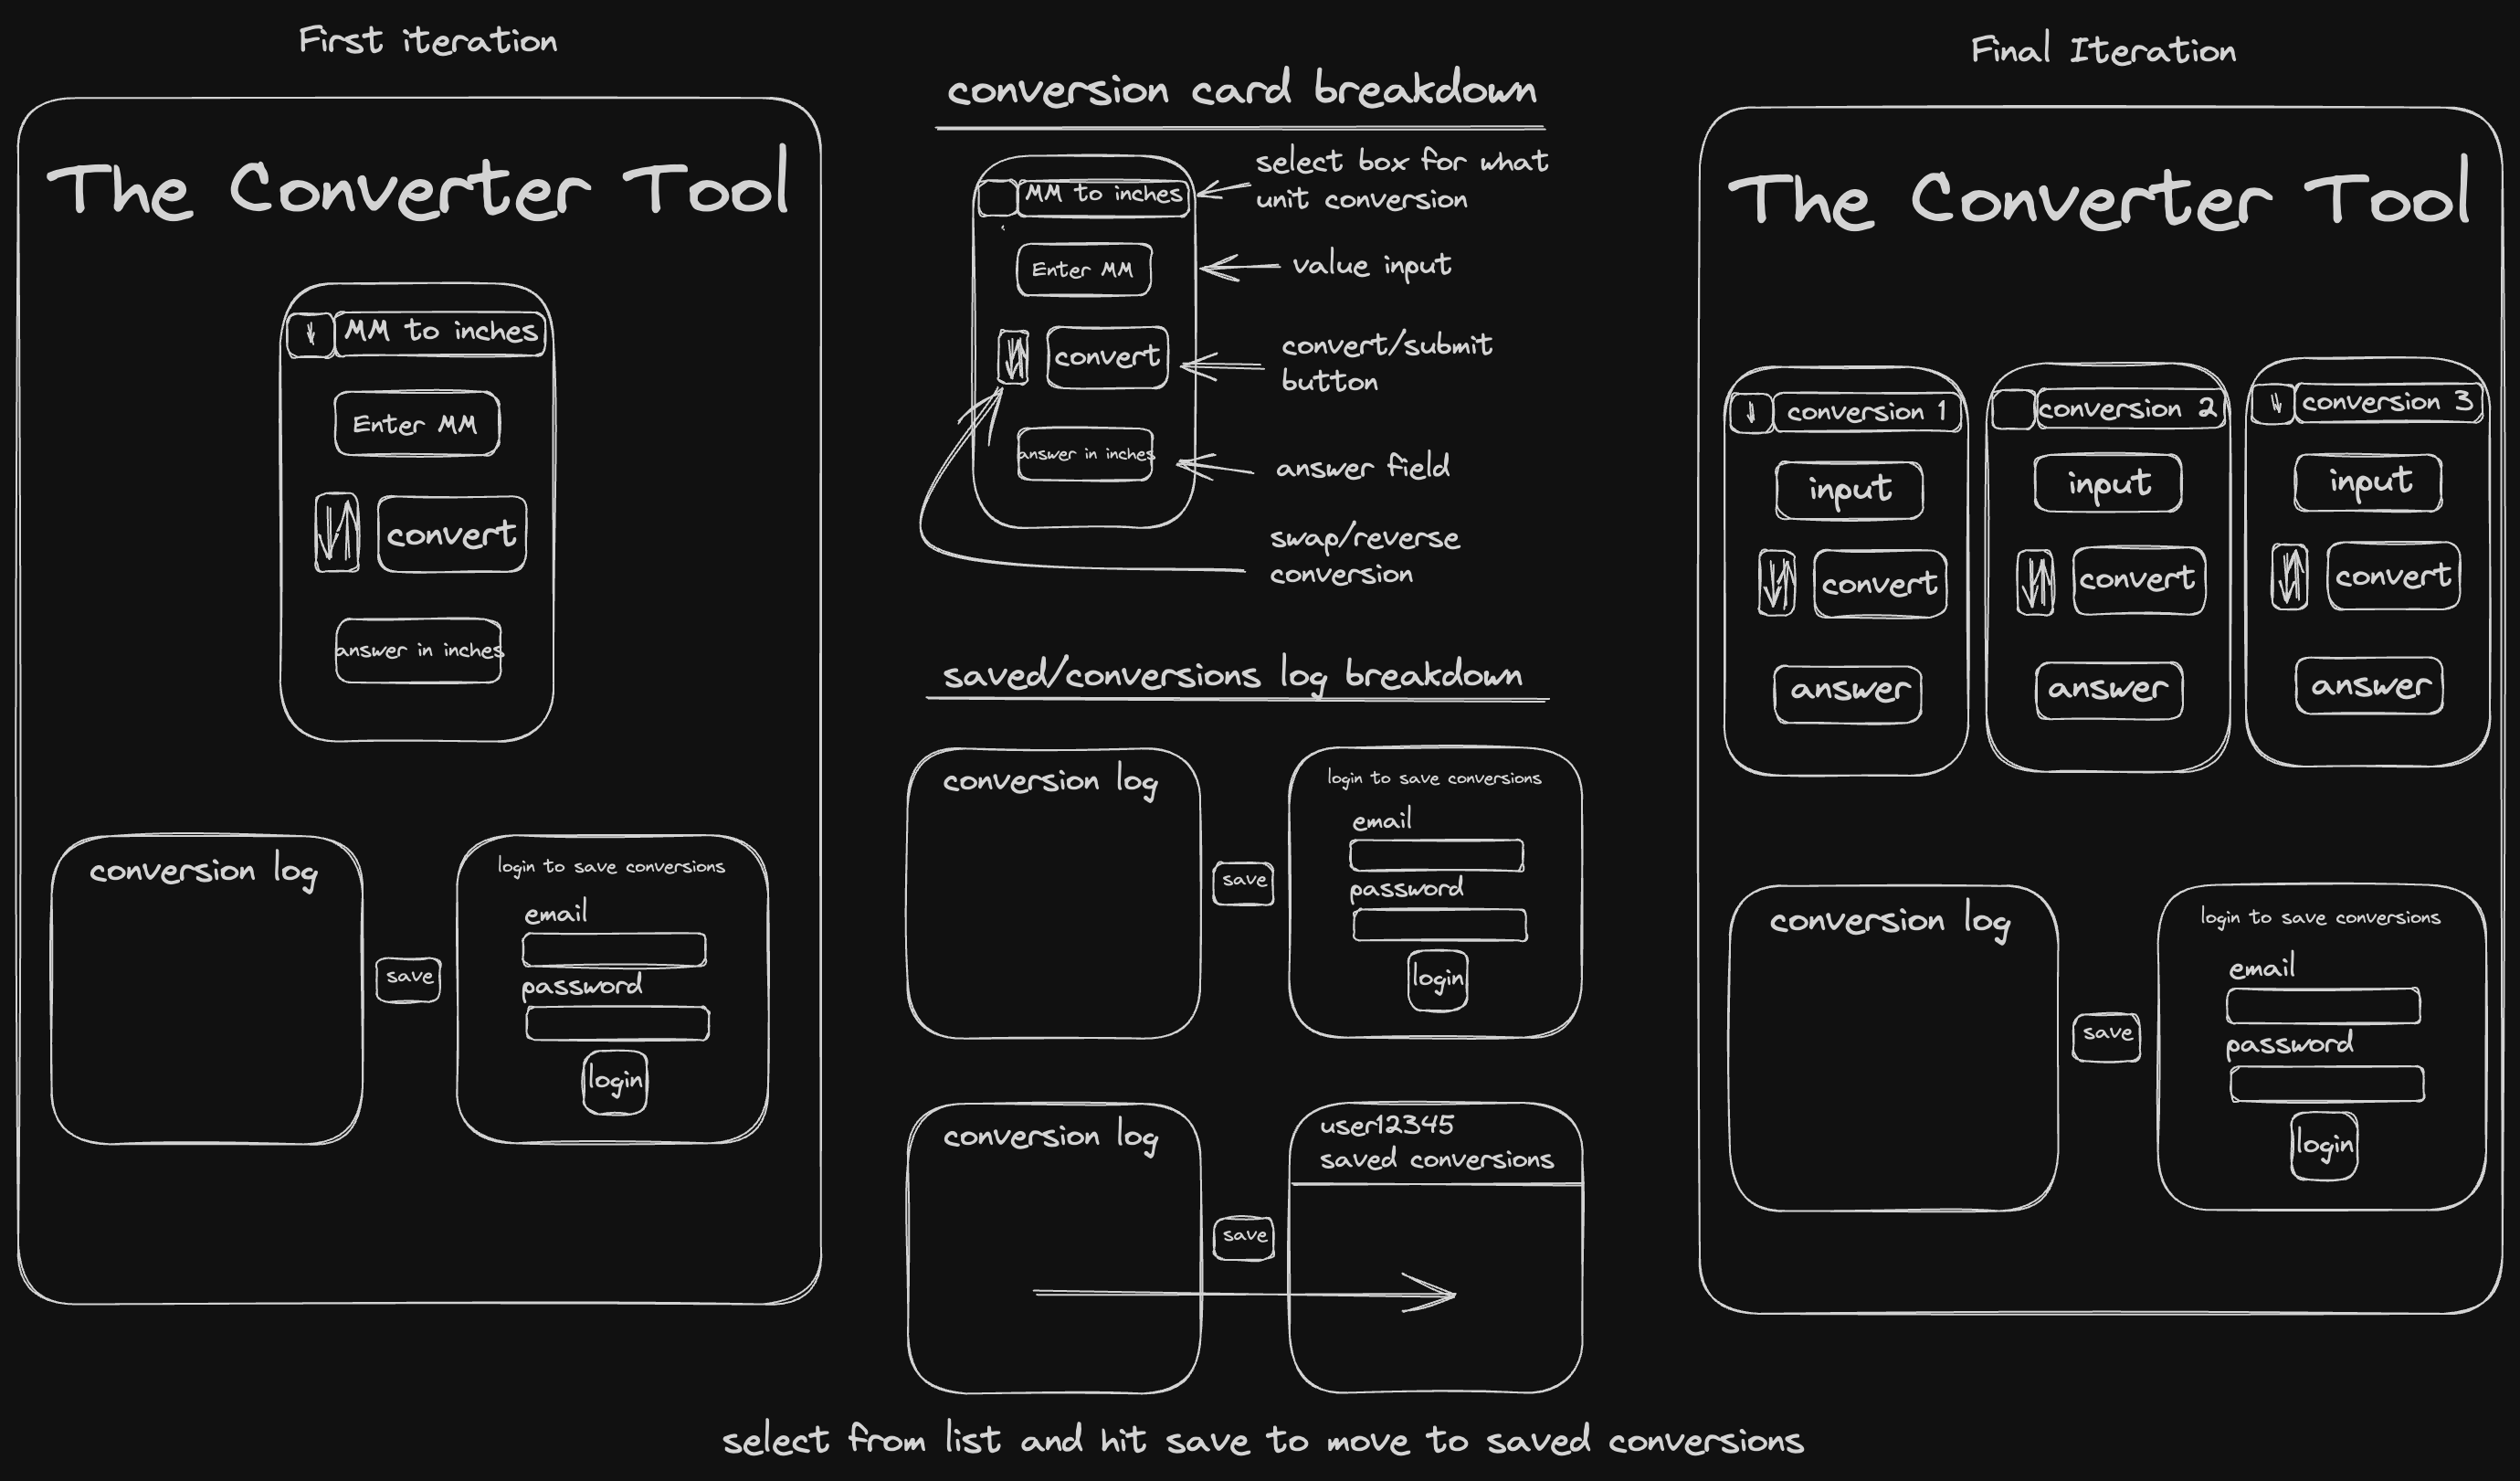 First iteration
The Converter Tool
MM to inches
Enter MM
convert
answer in inches
conversion log
save
login to save conversions
email
password
login
conversion card breakdown
MM to inches
select box for what
unit conversion
Enter MM
value input
convert
convert/submit
button
answer in inches
answer field
swap/reverse
conversion
saved/conversions log breakdown
conversion log
save
login to save conversions
email
password
login
conversion log
save
user12345
saved conversions
select from list and hit save to move to saved conversions
Final Iteration
The Converter Tool
conversion 1
input
convert
answer
conversion 2
input
convert
answer
conversion 3
input
convert
answer
conversion log
save
login to save conversions
email
password
login